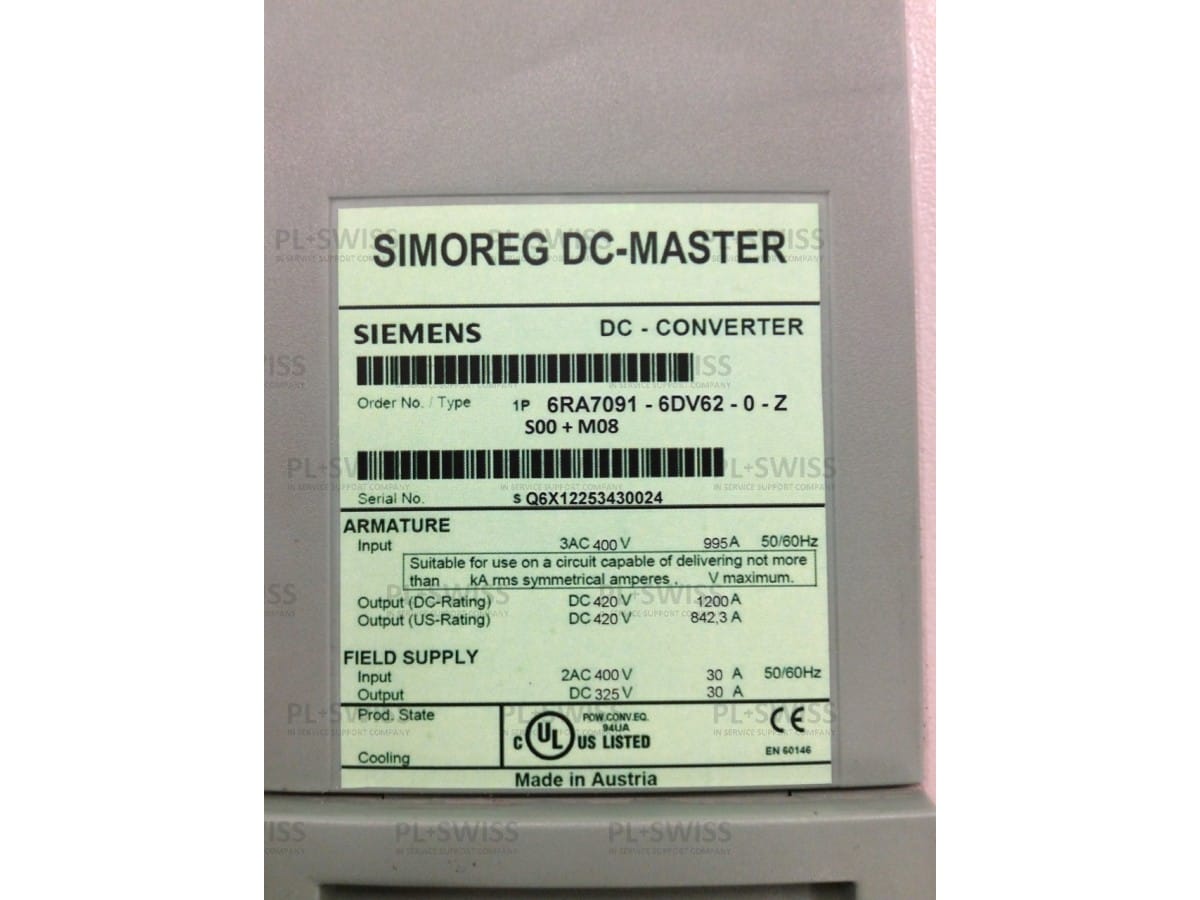 SIMOREG DC-MASTER
SIEMENS DC - CONVERTER
Order No. / Type 1P 6RA7091 - 6DV62 - 0 - Z
S00 + M08
Serial No. S Q6X12253430024
ARMATURE
Input 3AC 400 V 995 A 50/60Hz
Suitable for use on a circuit capable of delivering not more
than kA rms symmetrical amperes , V maximum.
Output (DC-Rating) DC 420 V 1200 A
Output (US-Rating) DC 420 V 842,3 A
FIELD SUPPLY
Input 2AC 400 V 30 A 50/60Hz
Output DC 325 V 30 A
Prod. State
Cooling
C UL US LISTED
POW.CONV.EQ.
94UA
CE
EN 60146
Made in Austria
PL+SWISS
IN SERVICE SUPPORT COMPANY